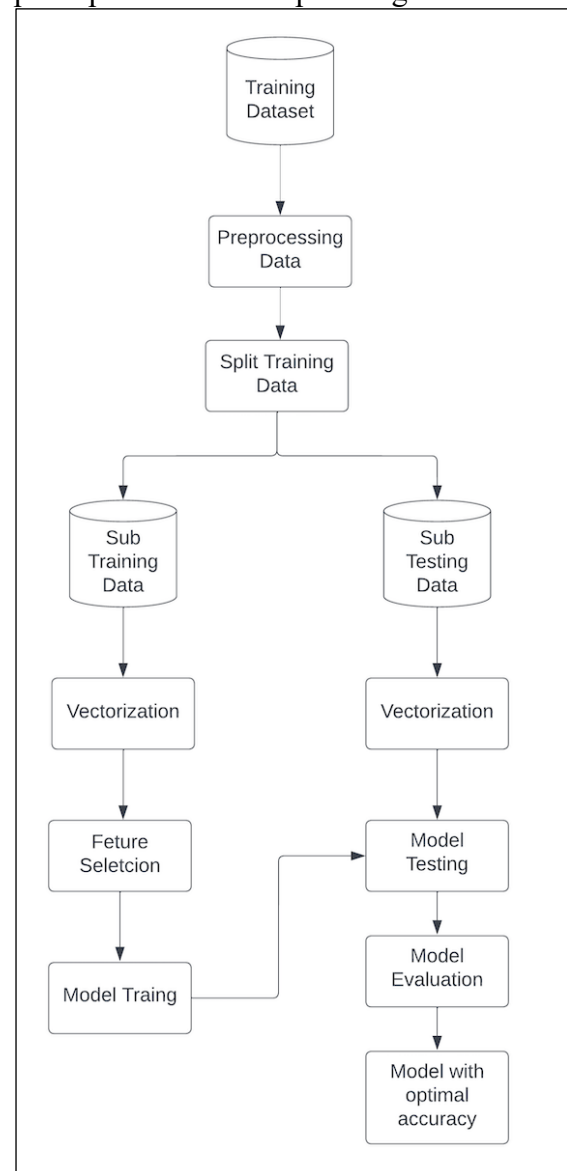 Training
Dataset
Preprocessing
Data
Split Training
Data
Sub
Training
Data
Sub
Testing
Data
Vectorization
Vectorization
Feture
Seletcion
Model
Testing
Model Traing
Model
Evaluation
Model with
optimal
accuracy